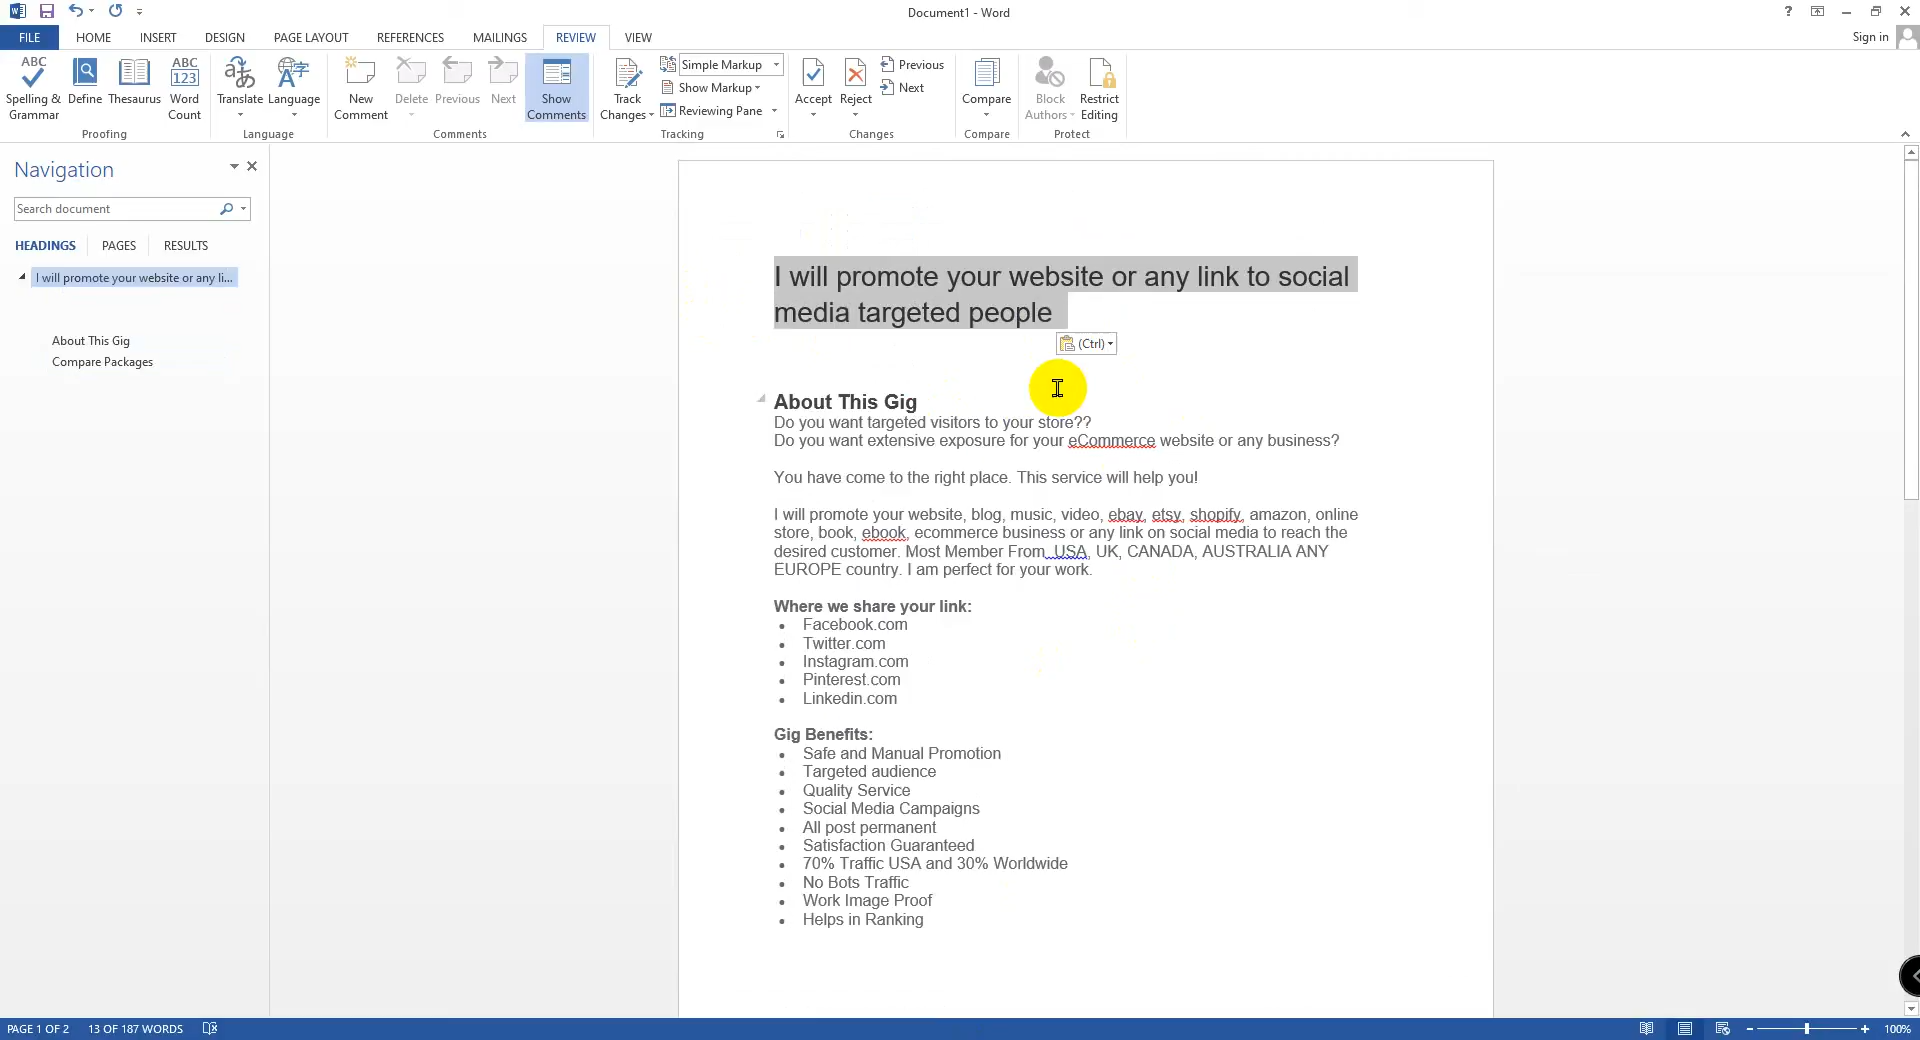 Document1 - Word
?
Sign in
FILE
HOME
INSERT
DESIGN
PAGE LAYOUT
REFERENCES
MAILINGS
REVIEW
VIEW
ABC
Spelling &
Grammar
Define
Thesaurus
ABC
123
Word
Count
Proofing
Translate
Language
Language
New
Comment
Delete
Previous
Next
Show
Comments
Comments
Track
Changes
Simple Markup
Show Markup
Reviewing Pane
Tracking
Accept
Reject
Previous
Next
Changes
Compare
Compare
Block
Authors
Restrict
Editing
Protect
Navigation
Search document
HEADINGS
PAGES
RESULTS
I will promote your website or any li...
About This Gig
Compare Packages
I will promote your website or any link to social
media targeted people
(Ctrl)
About This Gig
Do you want targeted visitors to your store??
Do you want extensive exposure for your eCommerce website or any business?
You have come to the right place. This service will help you!
I will promote your website, blog, music, video, ebay, etsy, shopify, amazon, online
store, book, ebook, ecommerce business or any link on social media to reach the
desired customer. Most Member From  USA, UK, CANADA, AUSTRALIA ANY
EUROPE country. I am perfect for your work.
Where we share your link:
• Facebook.com
• Twitter.com
• Instagram.com
• Pinterest.com
• Linkedin.com
Gig Benefits:
• Safe and Manual Promotion
• Targeted audience
• Quality Service
• Social Media Campaigns
• All post permanent
• Satisfaction Guaranteed
• 70% Traffic USA and 30% Worldwide
• No Bots Traffic
• Work Image Proof
• Helps in Ranking
PAGE 1 OF 2
13 OF 187 WORDS
100%